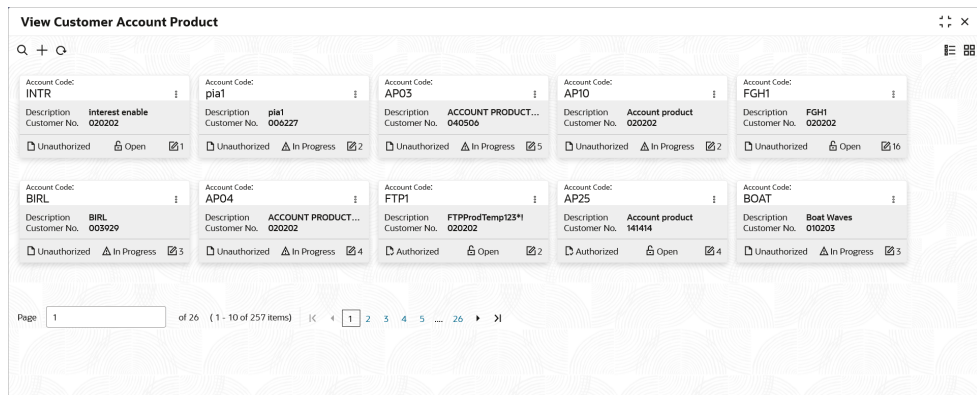 View Customer Account Product
Account Code:
INTR
Description interest enable
Customer No. 020202
Unauthorized Open 1
Account Code:
pia1
Description pia1
Customer No. 006227
Unauthorized In Progress 2
Account Code:
AP03
Description ACCOUNT PRODUCT...
Customer No. 040506
Unauthorized In Progress 5
Account Code:
AP10
Description Account product
Customer No. 020202
Unauthorized In Progress 2
Account Code:
FGH1
Description FGH1
Customer No. 020202
Unauthorized Open 16
Account Code:
BIRL
Description BIRL
Customer No. 003929
Unauthorized In Progress 3
Account Code:
AP04
Description ACCOUNT PRODUCT...
Customer No. 020202
Unauthorized In Progress 4
Account Code:
FTP1
Description FTPProdTemp123*!
Customer No. 020202
Authorized Open 2
Account Code:
AP25
Description Account product
Customer No. 141414
Authorized Open 4
Account Code:
BOAT
Description Boat Waves
Customer No. 010203
Unauthorized In Progress 3
Page 1 of 26 ( 1 - 10 of 257 items) 1 2 3 4 5 .... 26